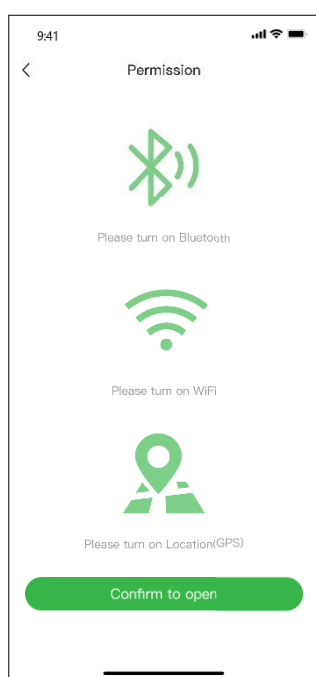 9:41
Permission
Please turn on Bluetooth
Please turn on WiFi
Please turn on Location(GPS)
Confirm to open